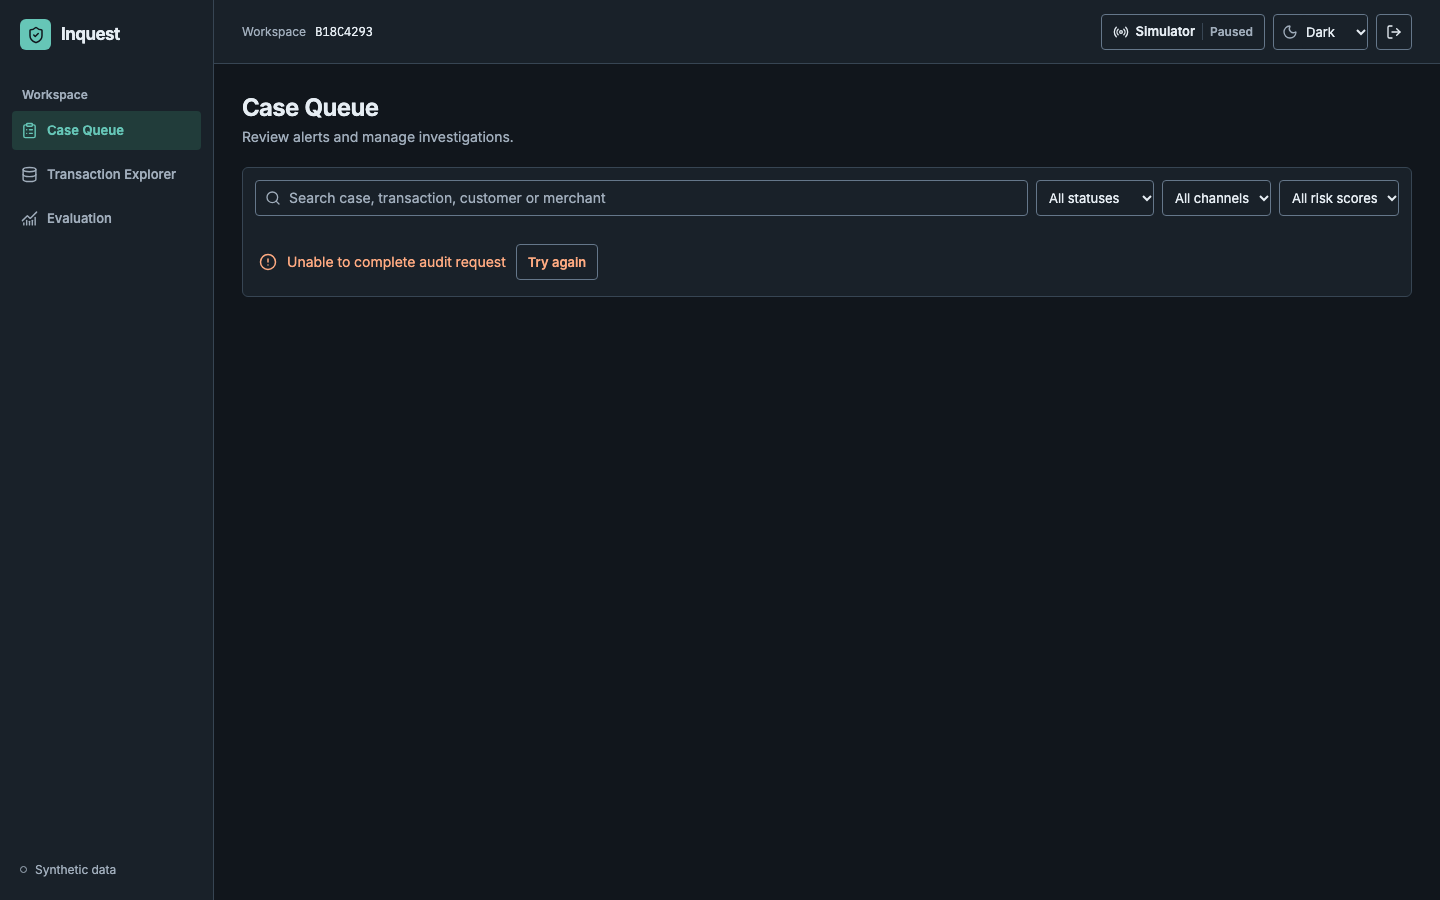 Inquest
Workspace B18C4293
Simulator Paused
Dark
Workspace
Case Queue
Transaction Explorer
Evaluation
Case Queue
Review alerts and manage investigations.
Search case, transaction, customer or merchant
All statuses
All channels
All risk scores
Unable to complete audit request
Try again
Synthetic data